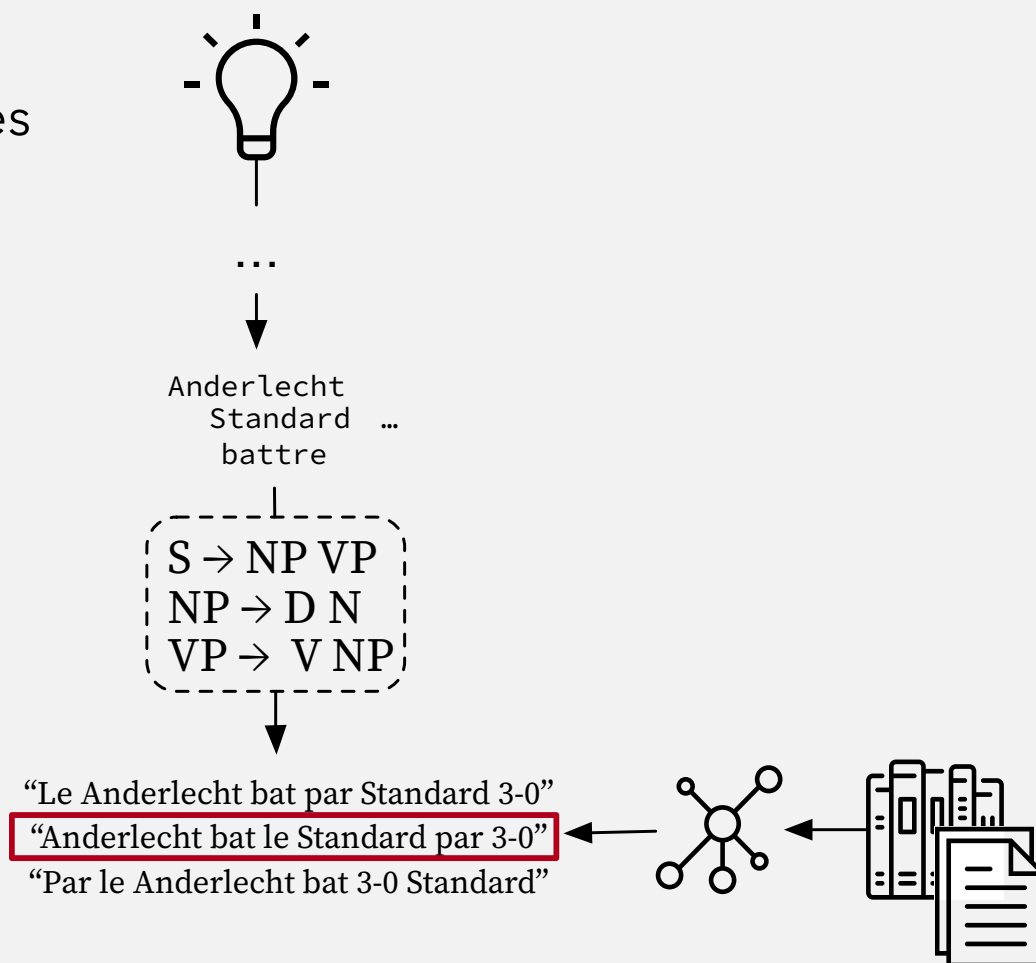 es
…
Anderlecht
Standard …
battre
S → NP VP
NP → D N
VP → V NP
“Le Anderlecht bat par Standard 3-0”
“Anderlecht bat le Standard par 3-0”
“Par le Anderlecht bat 3-0 Standard”